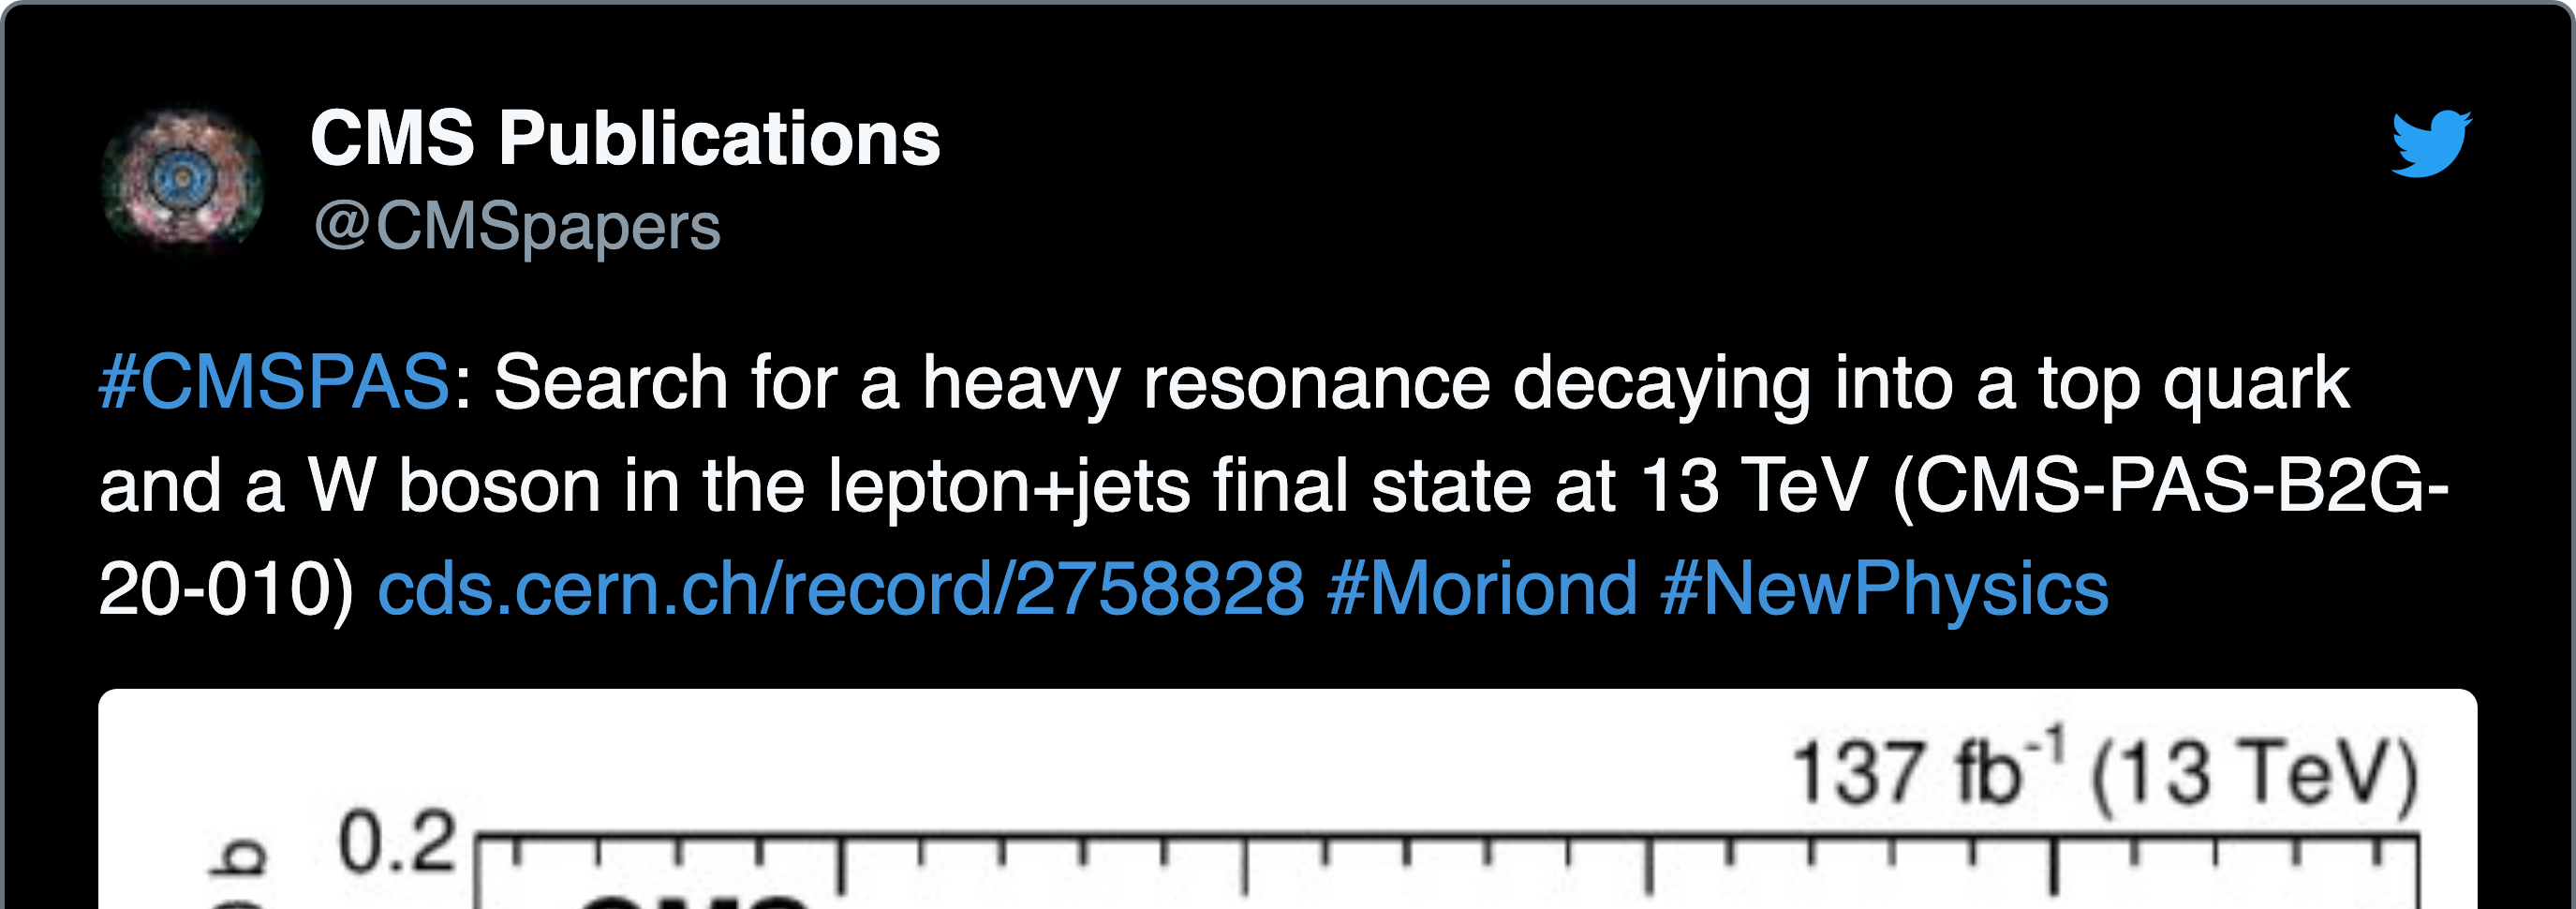 CMS Publications
@CMSpapers
#CMSPAS: Search for a heavy resonance decaying into a top quark
and a W boson in the lepton+jets final state at 13 TeV (CMS-PAS-B2G-
20-010) cds.cern.ch/record/2758828 #Moriond #NewPhysics
137 fb⁻¹ (13 TeV)
0.2
CMS